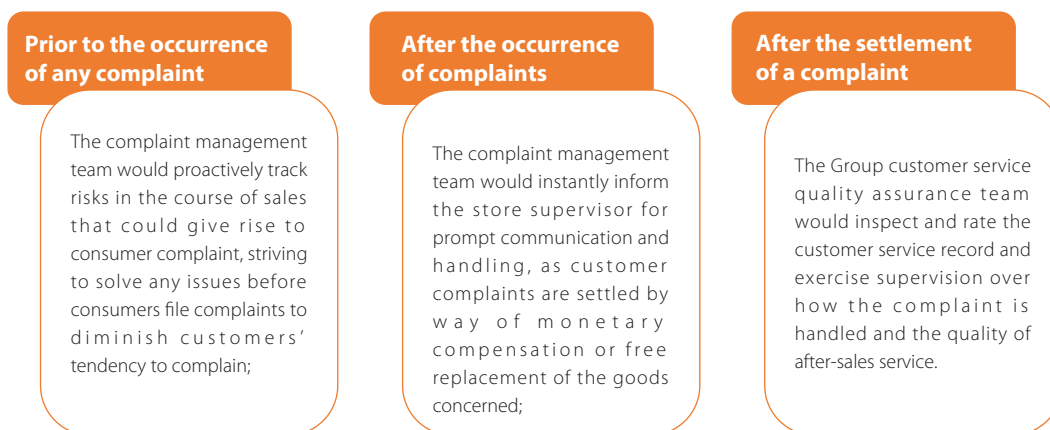 Prior to the occurrence
of any complaint
The complaint management
team would proactively track
risks in the course of sales
that could give rise to
consumer complaint, striving
to solve any issues before
consumers file complaints to
diminish customers’
tendency to complain;
After the occurrence
of complaints
The complaint management
team would instantly inform
the store supervisor for
prompt communication and
handling, as customer
complaints are settled by
way of monetary
compensation or free
replacement of the goods
concerned;
After the settlement
of a complaint
The Group customer service
quality assurance team
would inspect and rate the
customer service record and
exercise supervision over
how the complaint is
handled and the quality of
after-sales service.